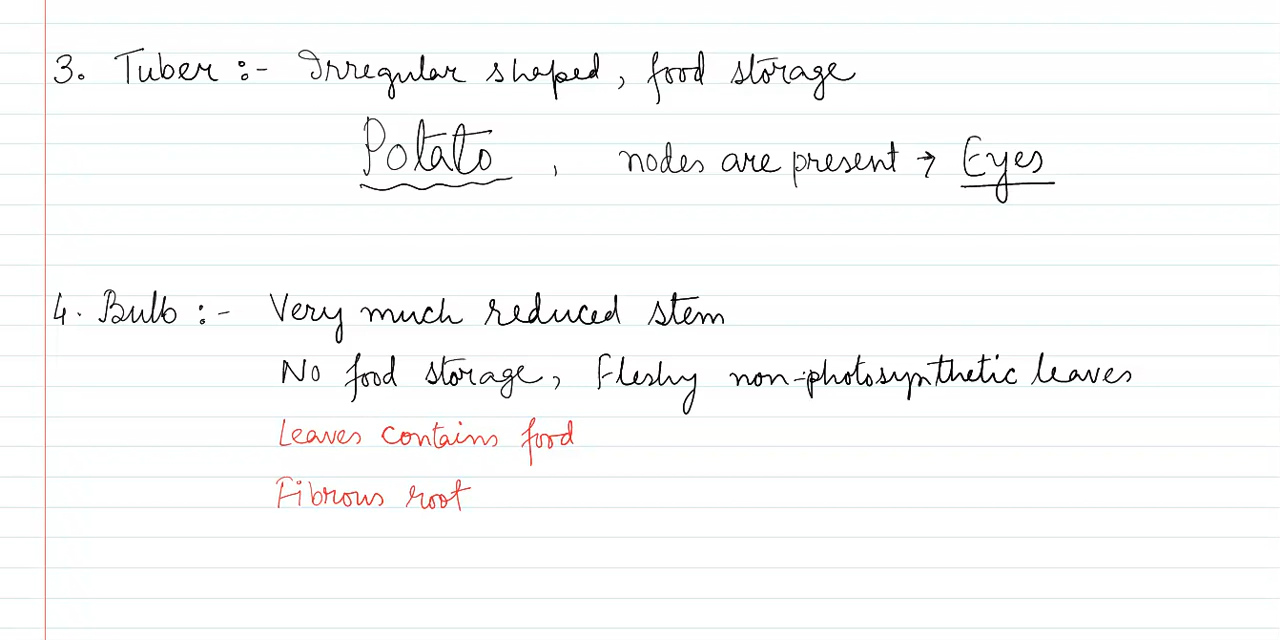 3. Tuber :- Irregular shaped, food storage
Potato , nodes are present → Eyes
4. Bulb :- Very much reduced stem
No food storage, Fleshy non-photosynthetic leaves
Leaves contains food
Fibrous root